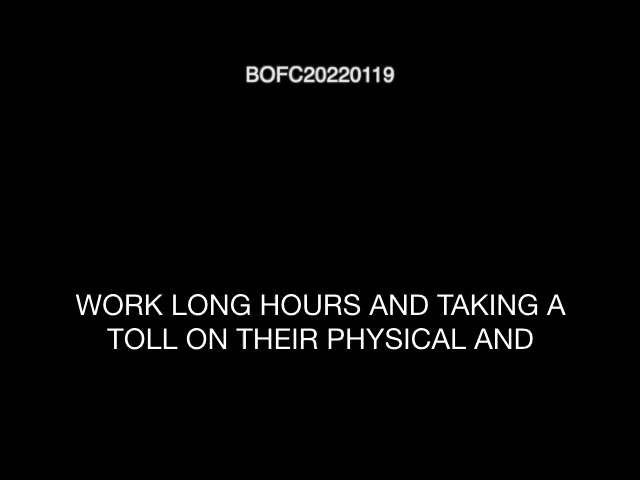 BOFC20220119
WORK LONG HOURS AND TAKING A
TOLL ON THEIR PHYSICAL AND